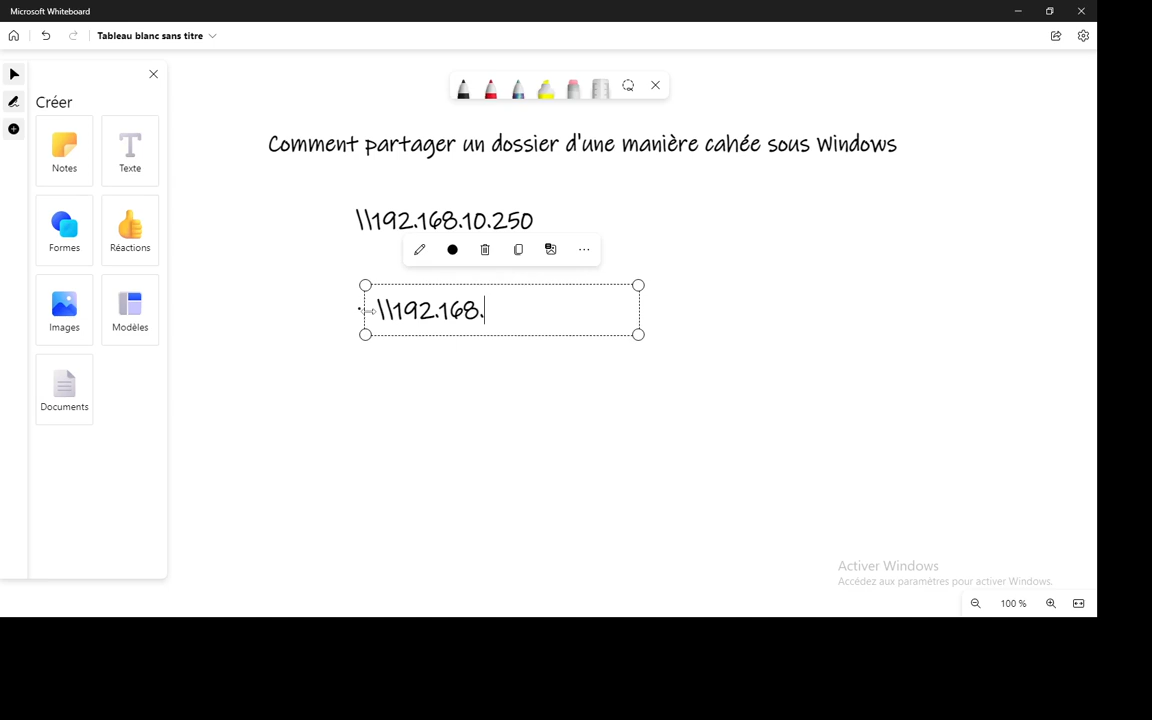 Microsoft Whiteboard
Tableau blanc sans titre
Créer
Notes
Texte
Formes
Réactions
Images
Modèles
Documents
Comment partager un dossier d'une manière cahée sous Windows
\\192.168.10.250
\\192.168.
Activer Windows
Accédez aux paramètres pour activer Windows.
100 %